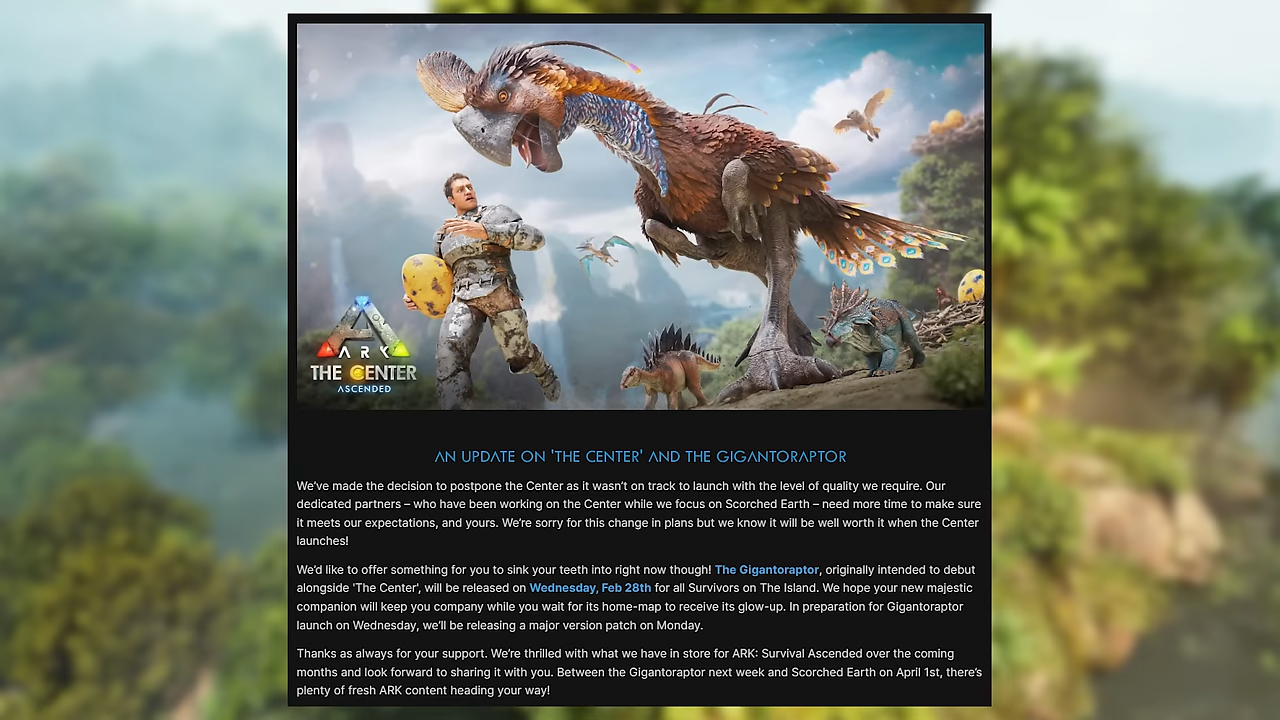 ARK
THE CENTER
ASCENDED
AN UPDATE ON 'THE CENTER' AND THE GIGANTORAPTOR
We've made the decision to postpone the Center as it wasn't on track to launch with the level of quality we require. Our
dedicated partners – who have been working on the Center while we focus on Scorched Earth – need more time to make sure
it meets our expectations, and yours. We're sorry for this change in plans but we know it will be well worth it when the Center
launches!
We'd like to offer something for you to sink your teeth into right now though! The Gigantoraptor, originally intended to debut
alongside 'The Center', will be released on Wednesday, Feb 28th for all Survivors on The Island. We hope your new majestic
companion will keep you company while you wait for its home-map to receive its glow-up. In preparation for Gigantoraptor
launch on Wednesday, we'll be releasing a major version patch on Monday.
Thanks as always for your support. We're thrilled with what we have in store for ARK: Survival Ascended over the coming
months and look forward to sharing it with you. Between the Gigantoraptor next week and Scorched Earth on April 1st, there's
plenty of fresh ARK content heading your way!